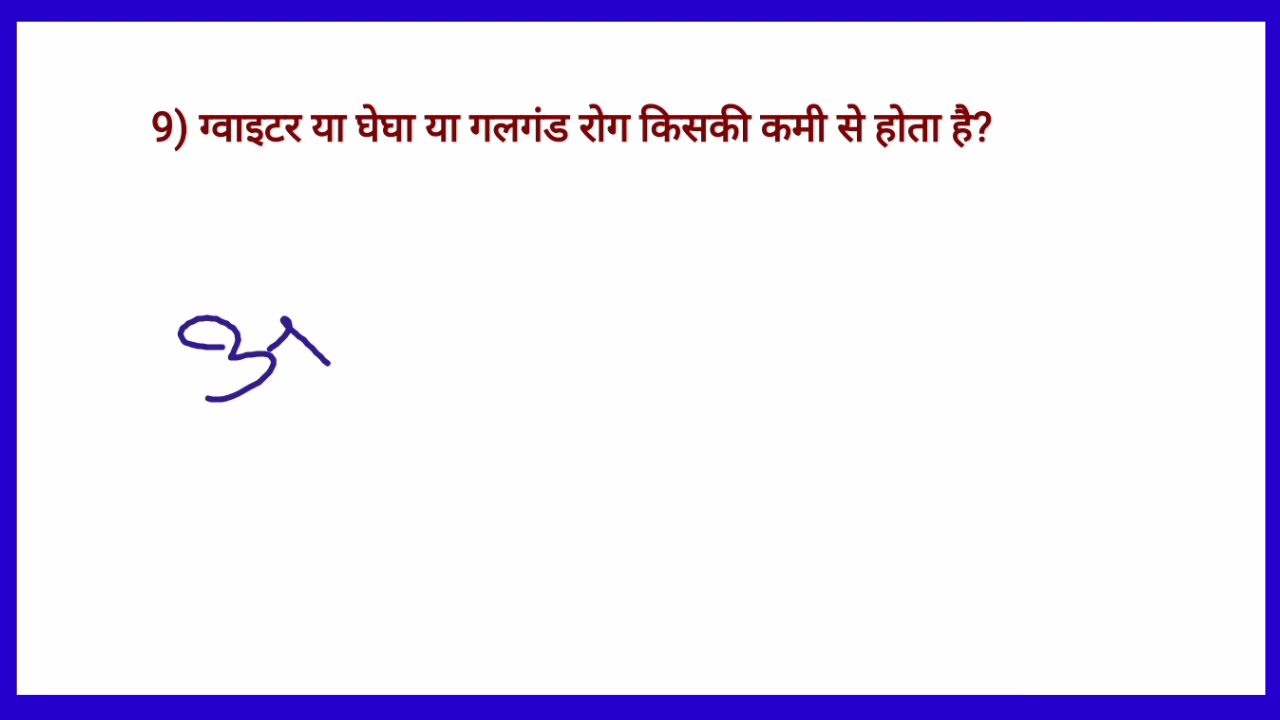 9) ग्वाइटर या घेघा या गलगंड रोग किसकी कमी से होता है?